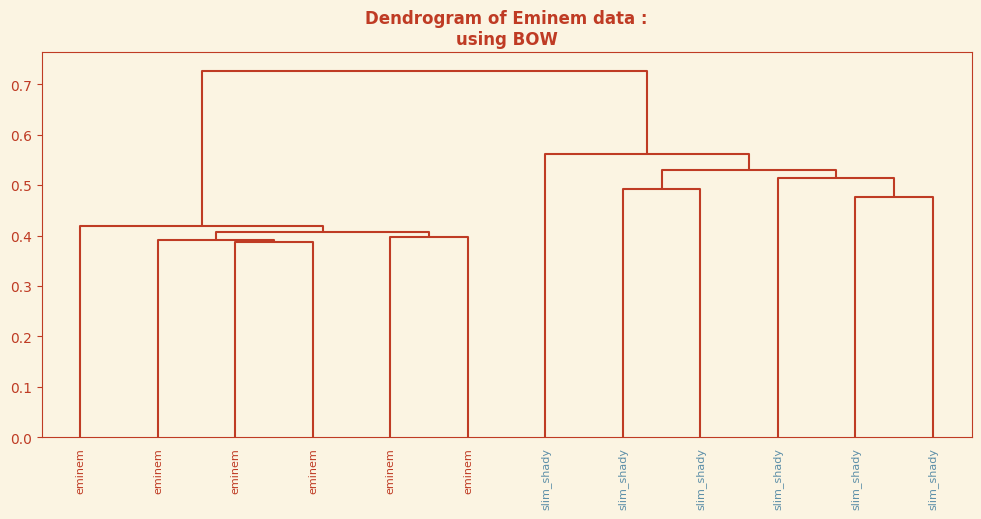 Dendrogram of Eminem data :
using BOW
0.7
0.6
0.5
0.4
0.3
0.2
0.1
0.0
eminem
eminem
eminem
eminem
eminem
eminem
slim_shady
slim_shady
slim_shady
slim_shady
slim_shady
slim_shady